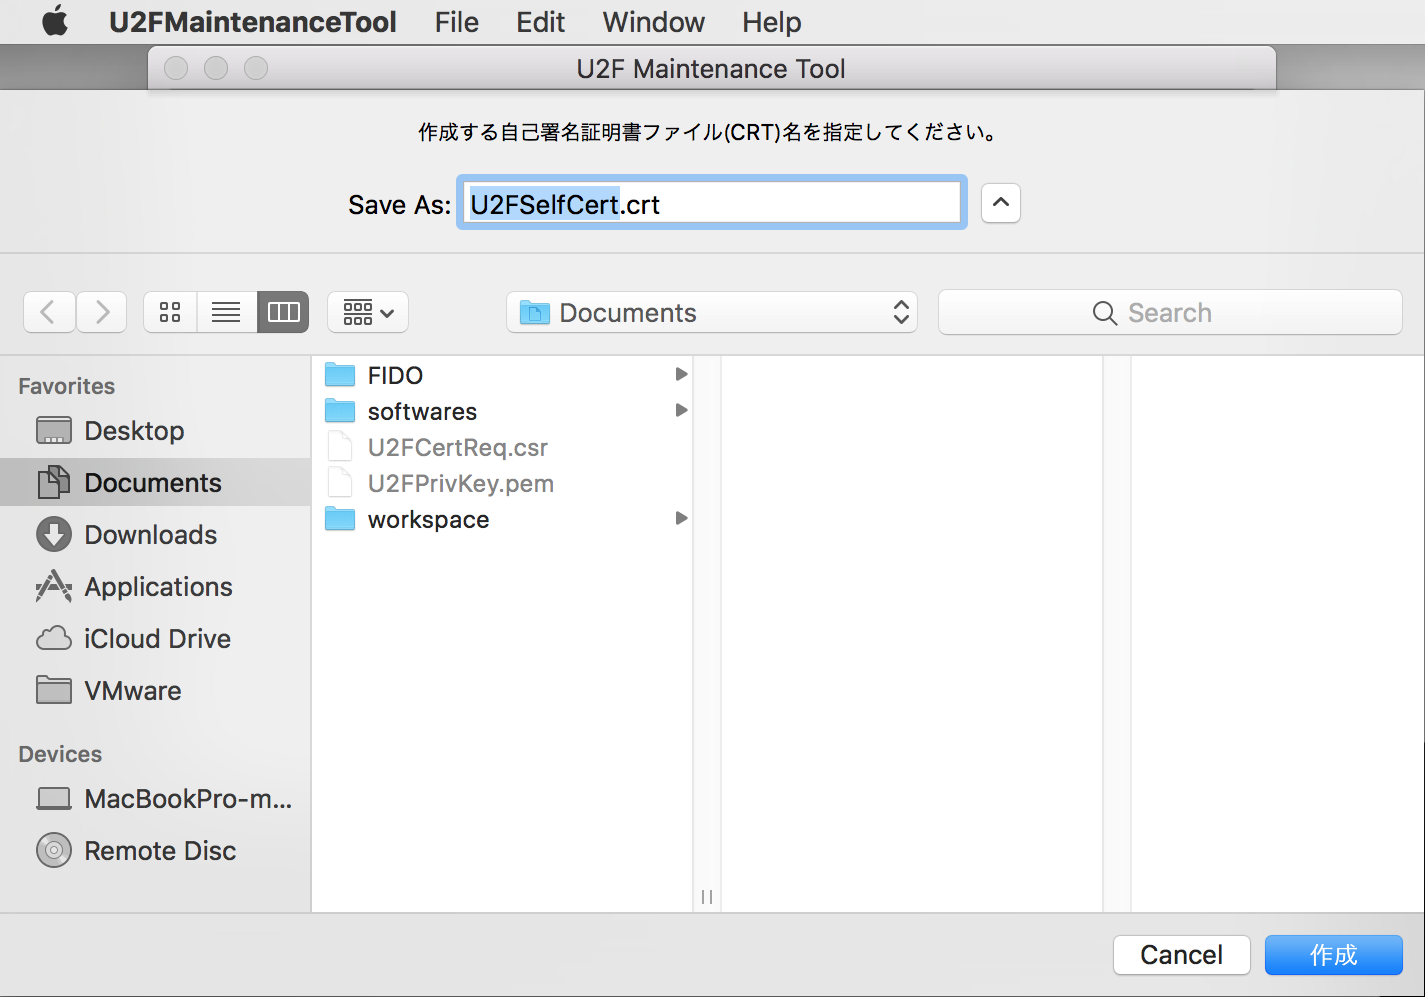 U2FMaintenanceTool File Edit Window Help
U2F Maintenance Tool
作成する自己署名証明書ファイル(CRT)名を指定してください。
Save As: U2FSelfCert.crt
Documents Search
Favorites
Desktop
Documents
Downloads
Applications
iCloud Drive
VMware
Devices
MacBookPro-m...
Remote Disc
FIDO
softwares
U2FCertReq.csr
U2FPrivKey.pem
workspace
Cancel 作成